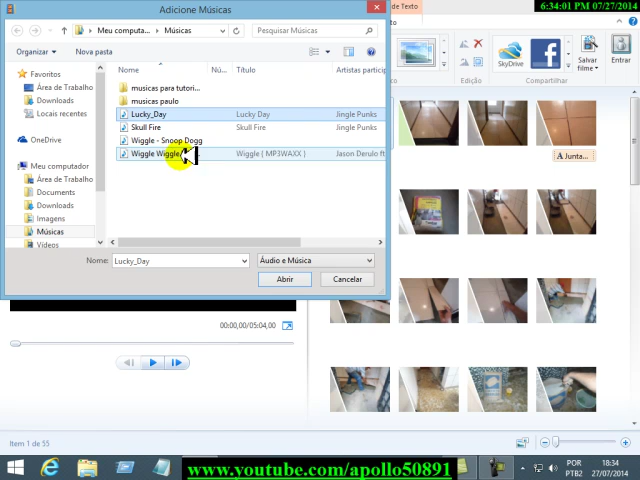 Adicione Músicas
de Texto
6:34:01 PM 07/27/2014
Meu computa...
Músicas
Pesquisar Músicas
Organizar
Nova pasta
Favoritos
Área de Trabalho
Downloads
Locais recentes
OneDrive
Meu computador
Área de Trabalho
Documents
Downloads
Imagens
Músicas
Vídeos
Nome
Nú...
Título
Artistas particip
musicas para tutori...
musicas paulo
Lucky_Day
Lucky Day
Jingle Punks
Skull Fire
Skull Fire
Jingle Punks
Wiggle - Snoop Dogg
Wiggle Wiggle
Wiggle ( MP3WAXX )
Jason Derulo ft
Nome:
Lucky_Day
Áudio e Música
Abrir
Cancelar
SkyDrive
Compartilhar
Salvar
filme
Entrar
A Junta...
00:00,00/05:04,00
Item 1 de 55
www.youtube.com/apollo50891
POR
PTB2
18:34
27/07/2014